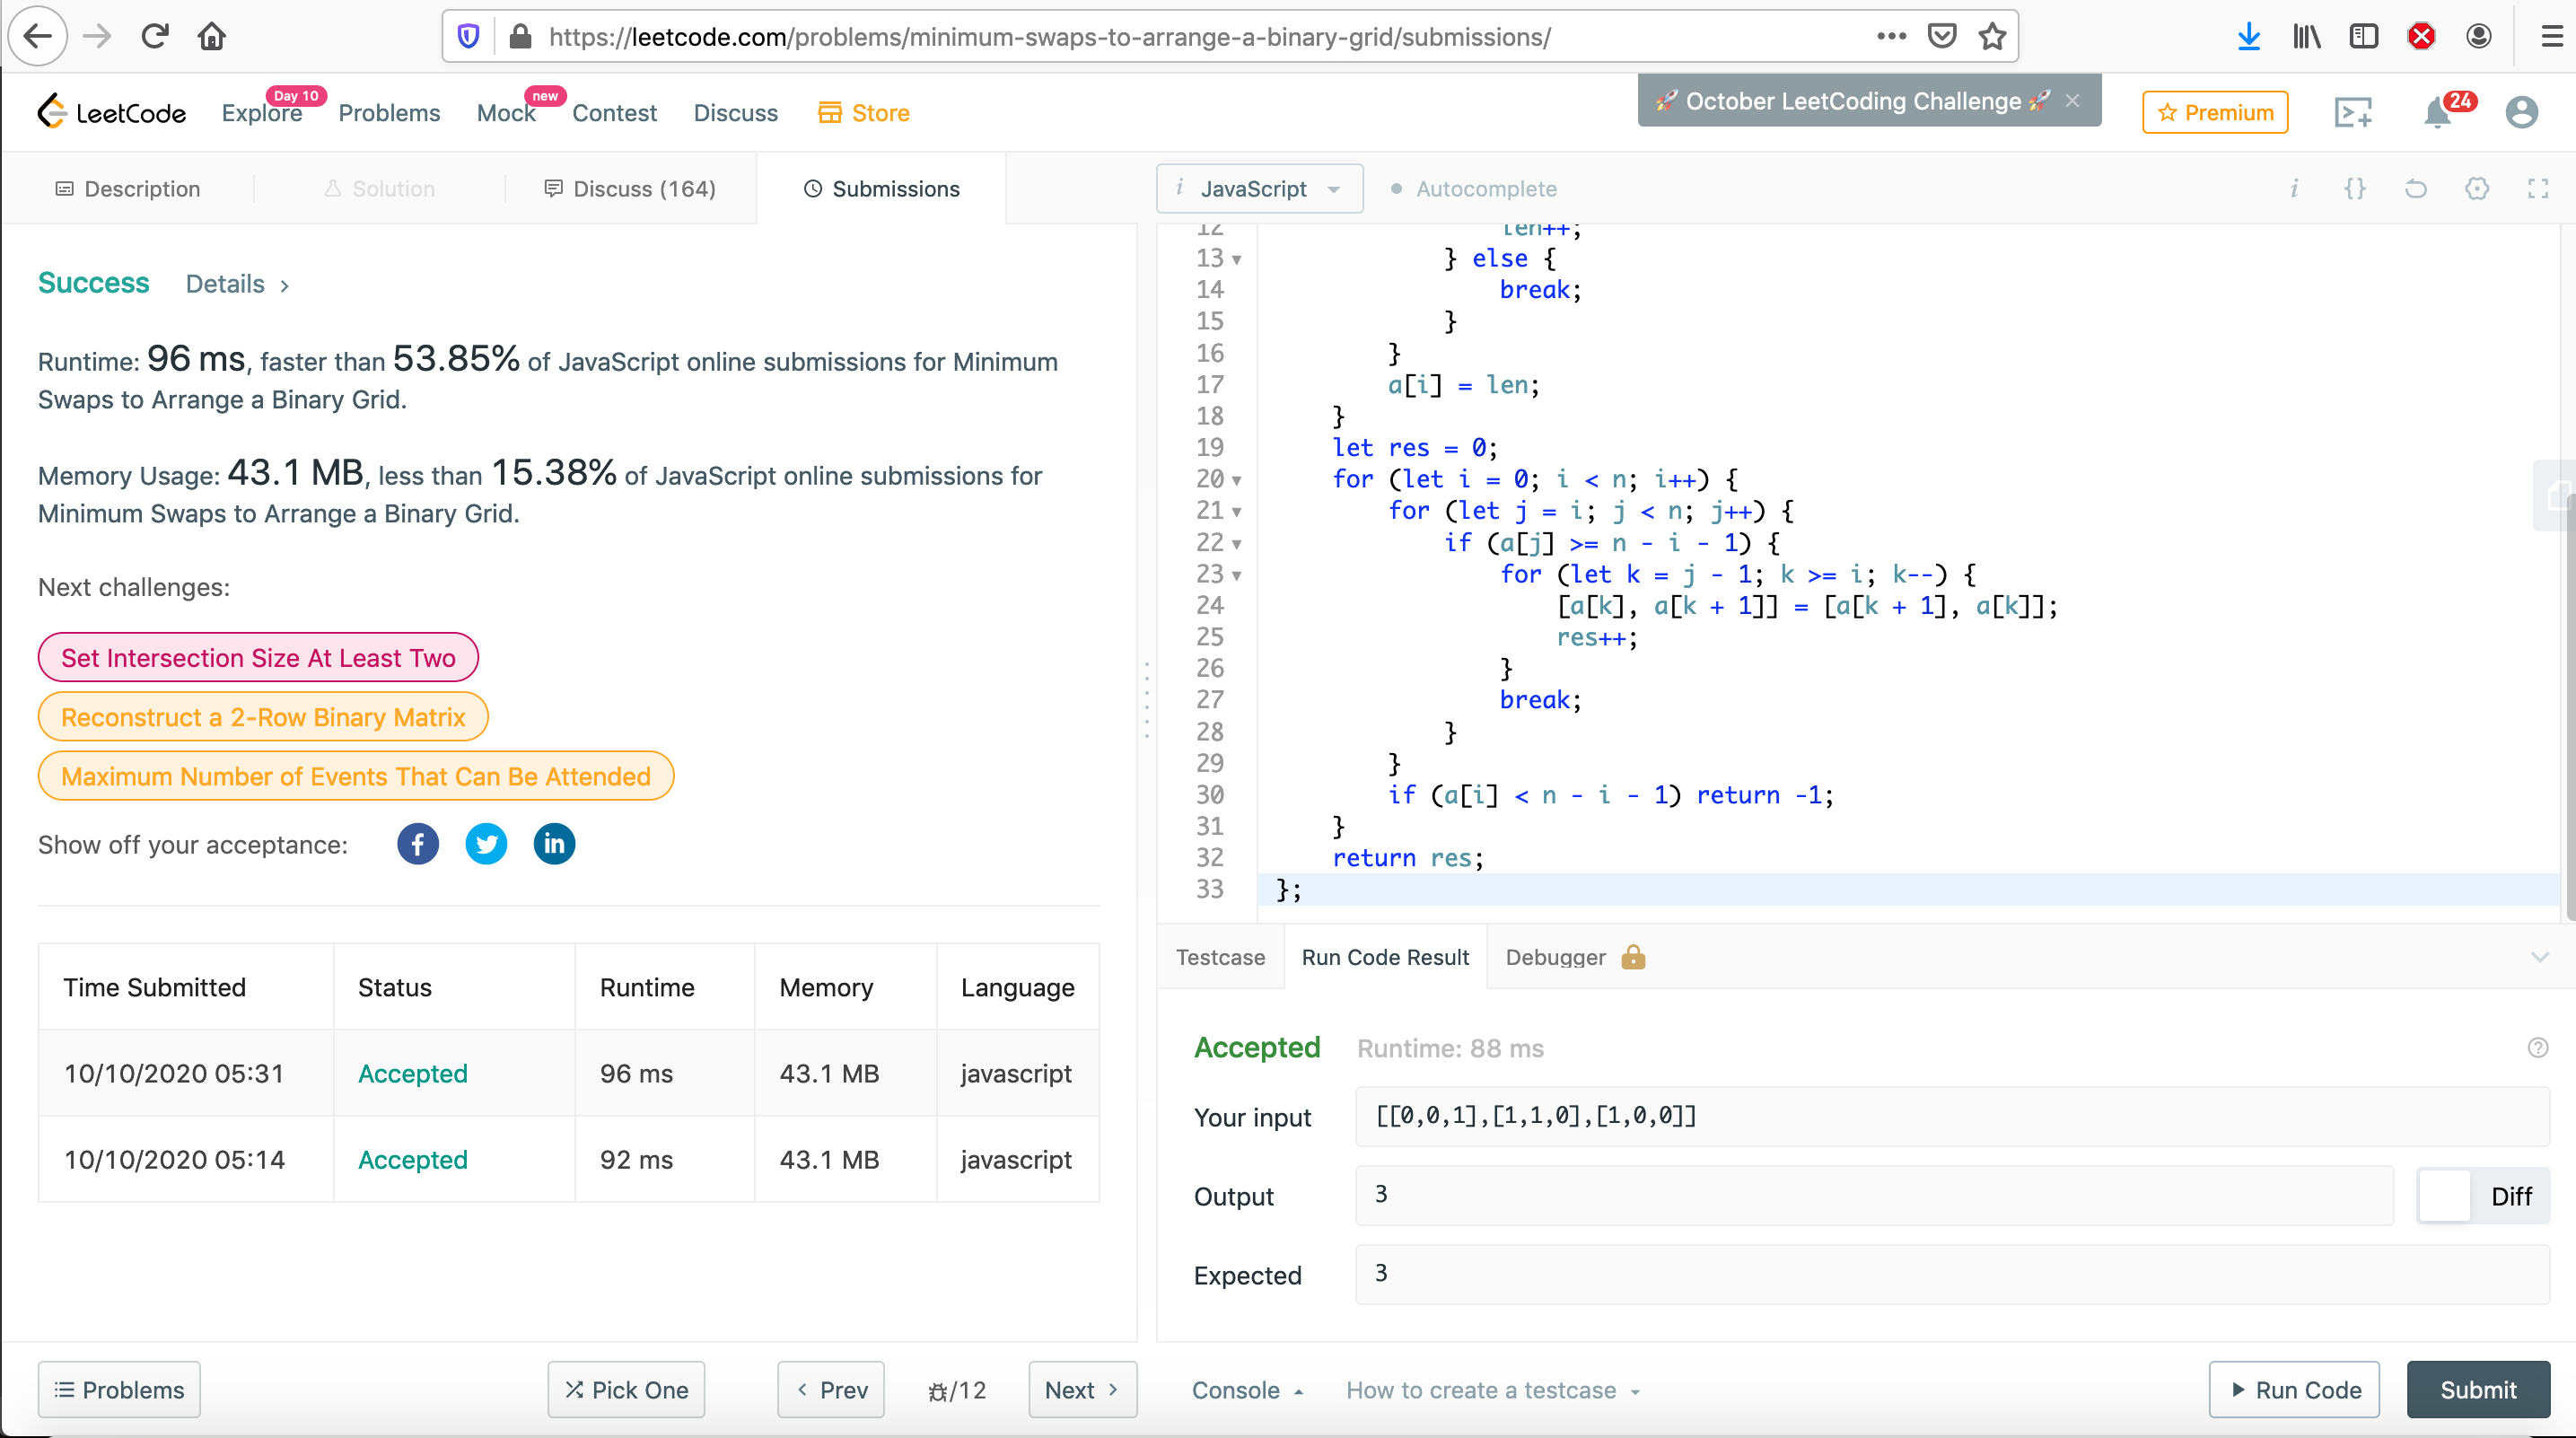 https://leetcode.com/problems/minimum-swaps-to-arrange-a-binary-grid/submissions/
LeetCode
Explore
Day 10
Problems
Mock
new
Contest
Discuss
Store
🚀 October LeetCoding Challenge 🚀 ×
Premium
24
Description
Solution
Discuss (164)
Submissions
Success Details >
Runtime: 96 ms, faster than 53.85% of JavaScript online submissions for Minimum
Swaps to Arrange a Binary Grid.
Memory Usage: 43.1 MB, less than 15.38% of JavaScript online submissions for
Minimum Swaps to Arrange a Binary Grid.
Next challenges:
Set Intersection Size At Least Two
Reconstruct a 2-Row Binary Matrix
Maximum Number of Events That Can Be Attended
Show off your acceptance:
Time Submitted Status Runtime Memory Language
10/10/2020 05:31 Accepted 96 ms 43.1 MB javascript
10/10/2020 05:14 Accepted 92 ms 43.1 MB javascript
Problems
Pick One
< Prev
/12
Next >
i JavaScript
Autocomplete
i {}
12 len++;
13 } else {
14 break;
15 }
16 }
17 a[i] = len;
18 }
19 let res = 0;
20 for (let i = 0; i < n; i++) {
21 for (let j = i; j < n; j++) {
22 if (a[j] >= n - i - 1) {
23 for (let k = j - 1; k >= i; k--) {
24 [a[k], a[k + 1]] = [a[k + 1], a[k]];
25 res++;
26 }
27 break;
28 }
29 }
30 if (a[i] < n - i - 1) return -1;
31 }
32 return res;
33 };
Testcase
Run Code Result
Debugger
Accepted Runtime: 88 ms
Your input [[0,0,1],[1,1,0],[1,0,0]]
Output 3
Diff
Expected 3
Console
How to create a testcase
Run Code
Submit